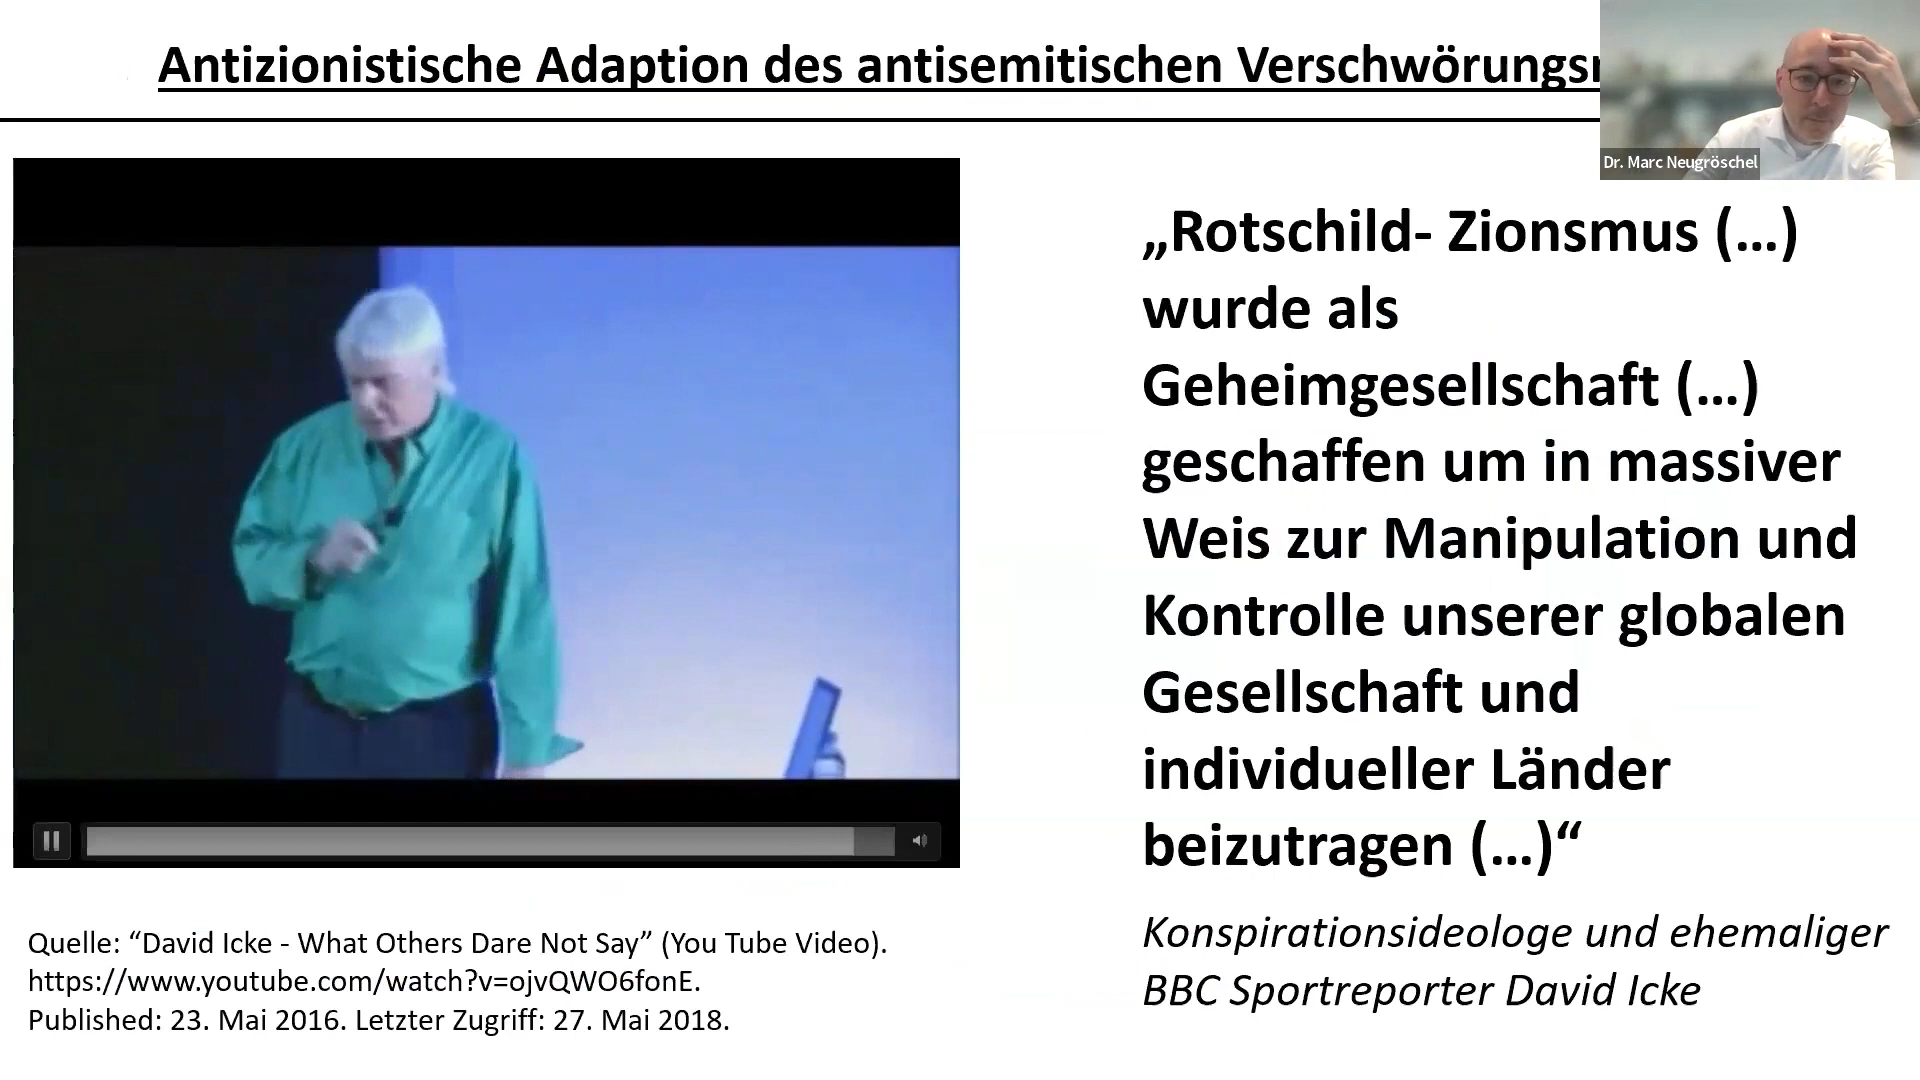 Antizionistische Adaption des antisemitischen Verschwörungs
Dr. Marc Neugröschel
„Rotschild- Zionsmus (...)
wurde als
Geheimgesellschaft (...)
geschaffen um in massiver
Weis zur Manipulation und
Kontrolle unserer globalen
Gesellschaft und
individueller Länder
beizutragen (...)“
Konspirationsideologe und ehemaliger
BBC Sportreporter David Icke
Quelle: “David Icke - What Others Dare Not Say” (You Tube Video).
https://www.youtube.com/watch?v=ojvQWO6fonE.
Published: 23. Mai 2016. Letzter Zugriff: 27. Mai 2018.